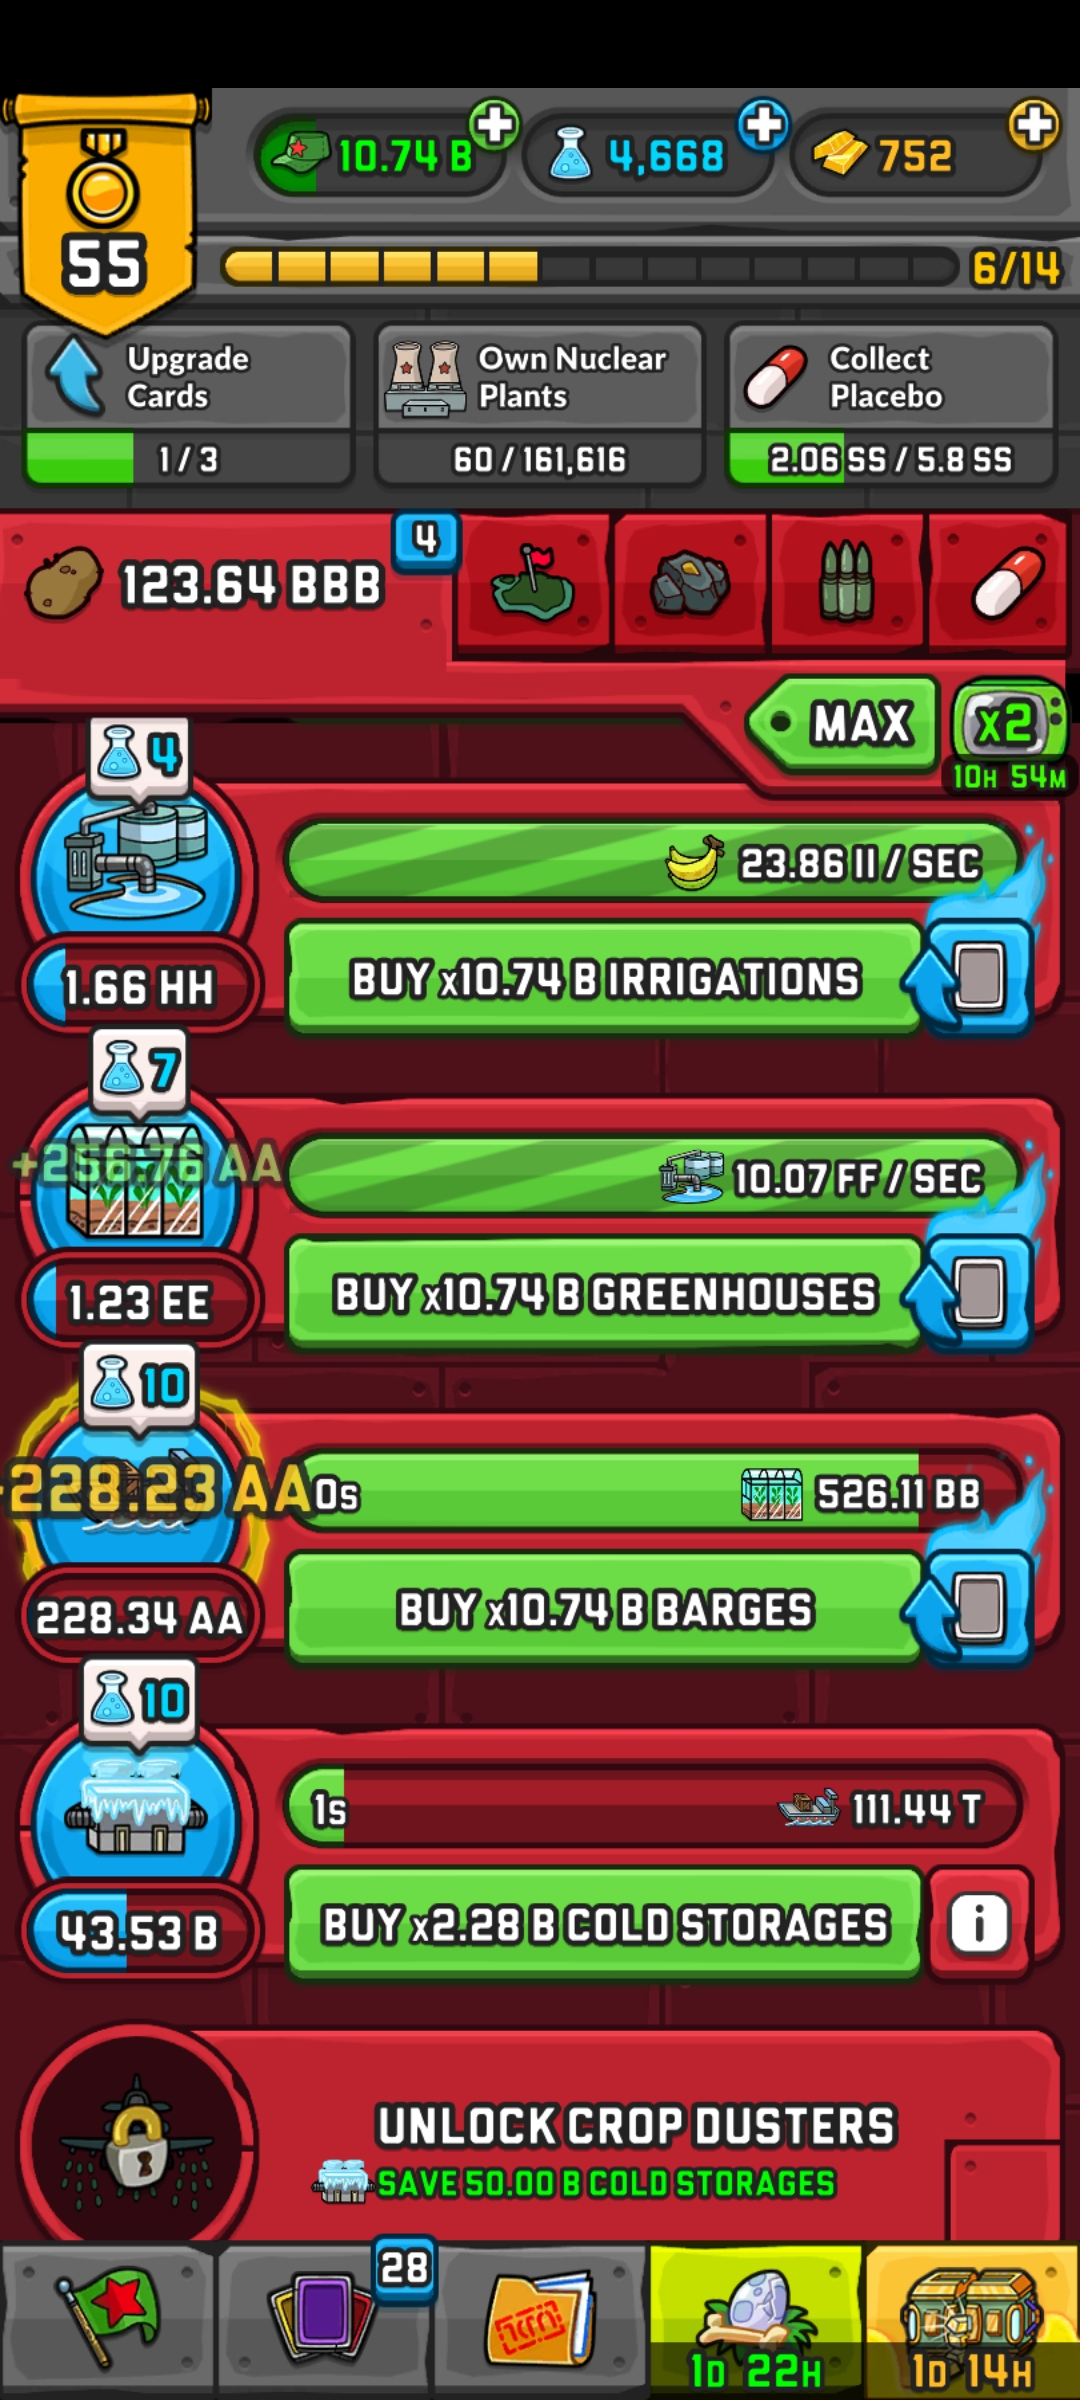 10.74 B
4,668
752
55
6/14
Upgrade
Cards
1 / 3
Own Nuclear
Plants
60 / 161,616
Collect
Placebo
2.06 SS / 5.8 SS
123.64 BBB
4
MAX
x2
10H 54M
4
23.86 II / SEC
1.66 HH
BUY x10.74 B IRRIGATIONS
7
+256.76 AA
10.07 FF / SEC
1.23 EE
BUY x10.74 B GREENHOUSES
10
228.23 AA
0s
526.11 BB
228.34 AA
BUY x10.74 B BARGES
10
1s
111.44 T
43.53 B
BUY x2.28 B COLD STORAGES
i
UNLOCK CROP DUSTERS
SAVE 50.00 B COLD STORAGES
28
1D 22H
1D 14H